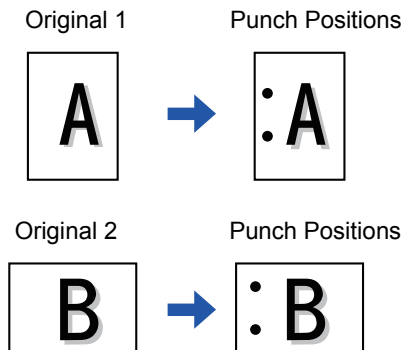 Original 1 Punch Positions
A A
Original 2 Punch Positions
B B